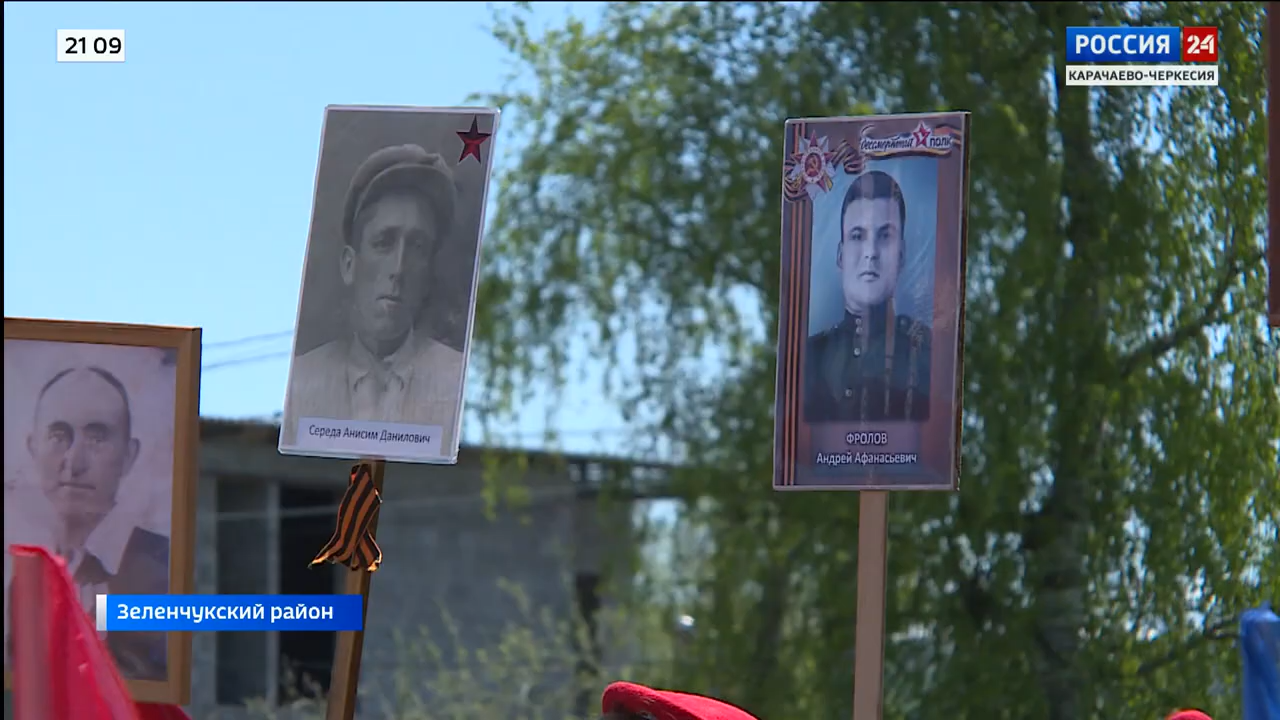 21 09
РОССИЯ 24
КАРАЧАЕВО-ЧЕРКЕСИЯ
Бессмертный полк
Середа Анисим Данилович
ФРОЛОВ
Андрей Афанасьевич
Зеленчукский район